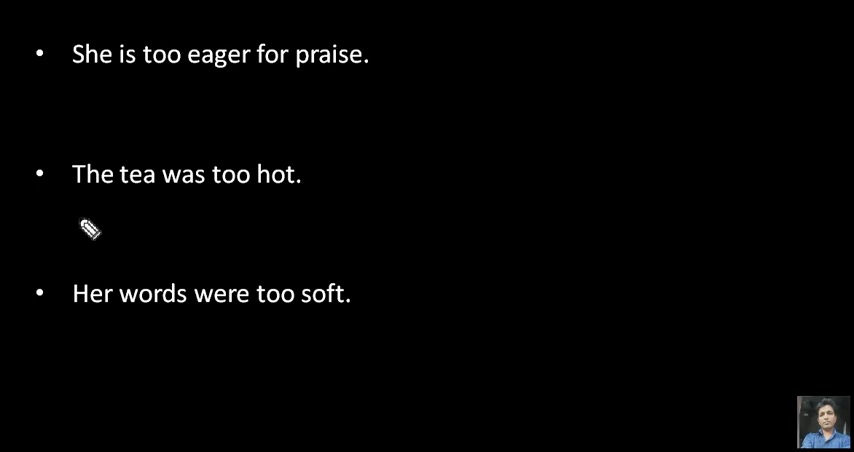 • She is too eager for praise.
• The tea was too hot.
• Her words were too soft.